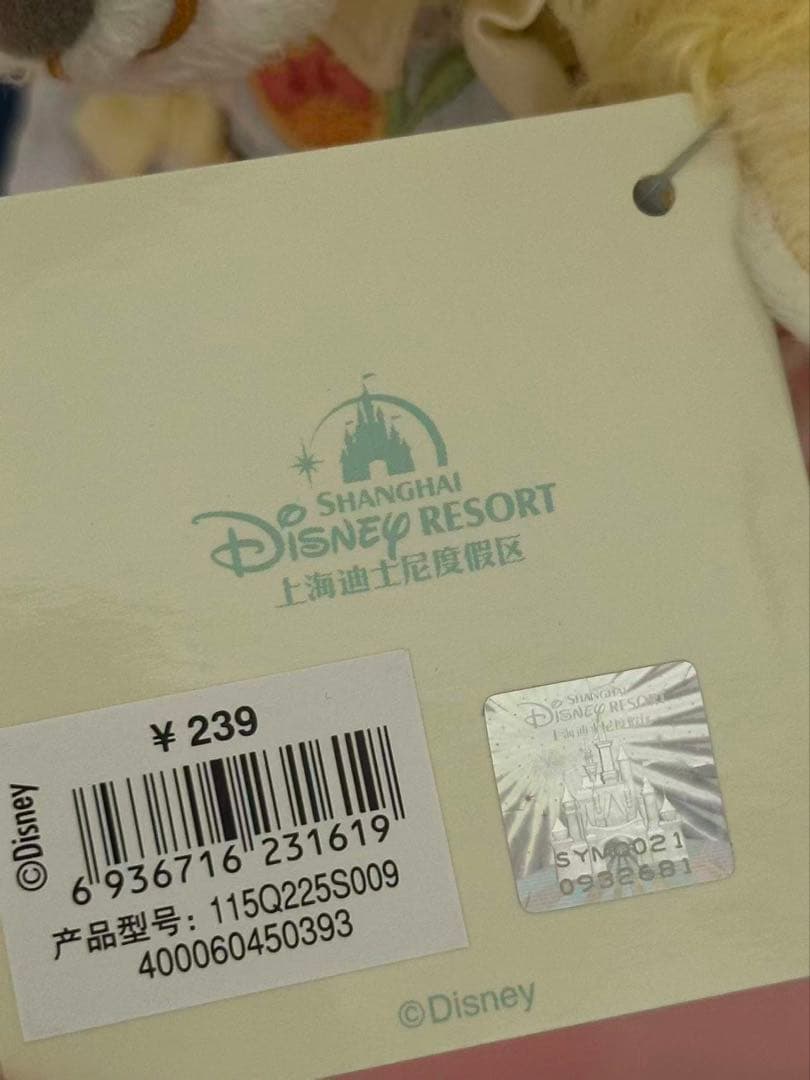 SHANGHAI
DISNEY RESORT
上海迪士尼度假区
¥ 239
©Disney
6 936716 231619
产品型号：115Q225S009
400060450393
SHANGHAI
DISNEY RESORT
上海迪士尼度假区
0932681
©Disney